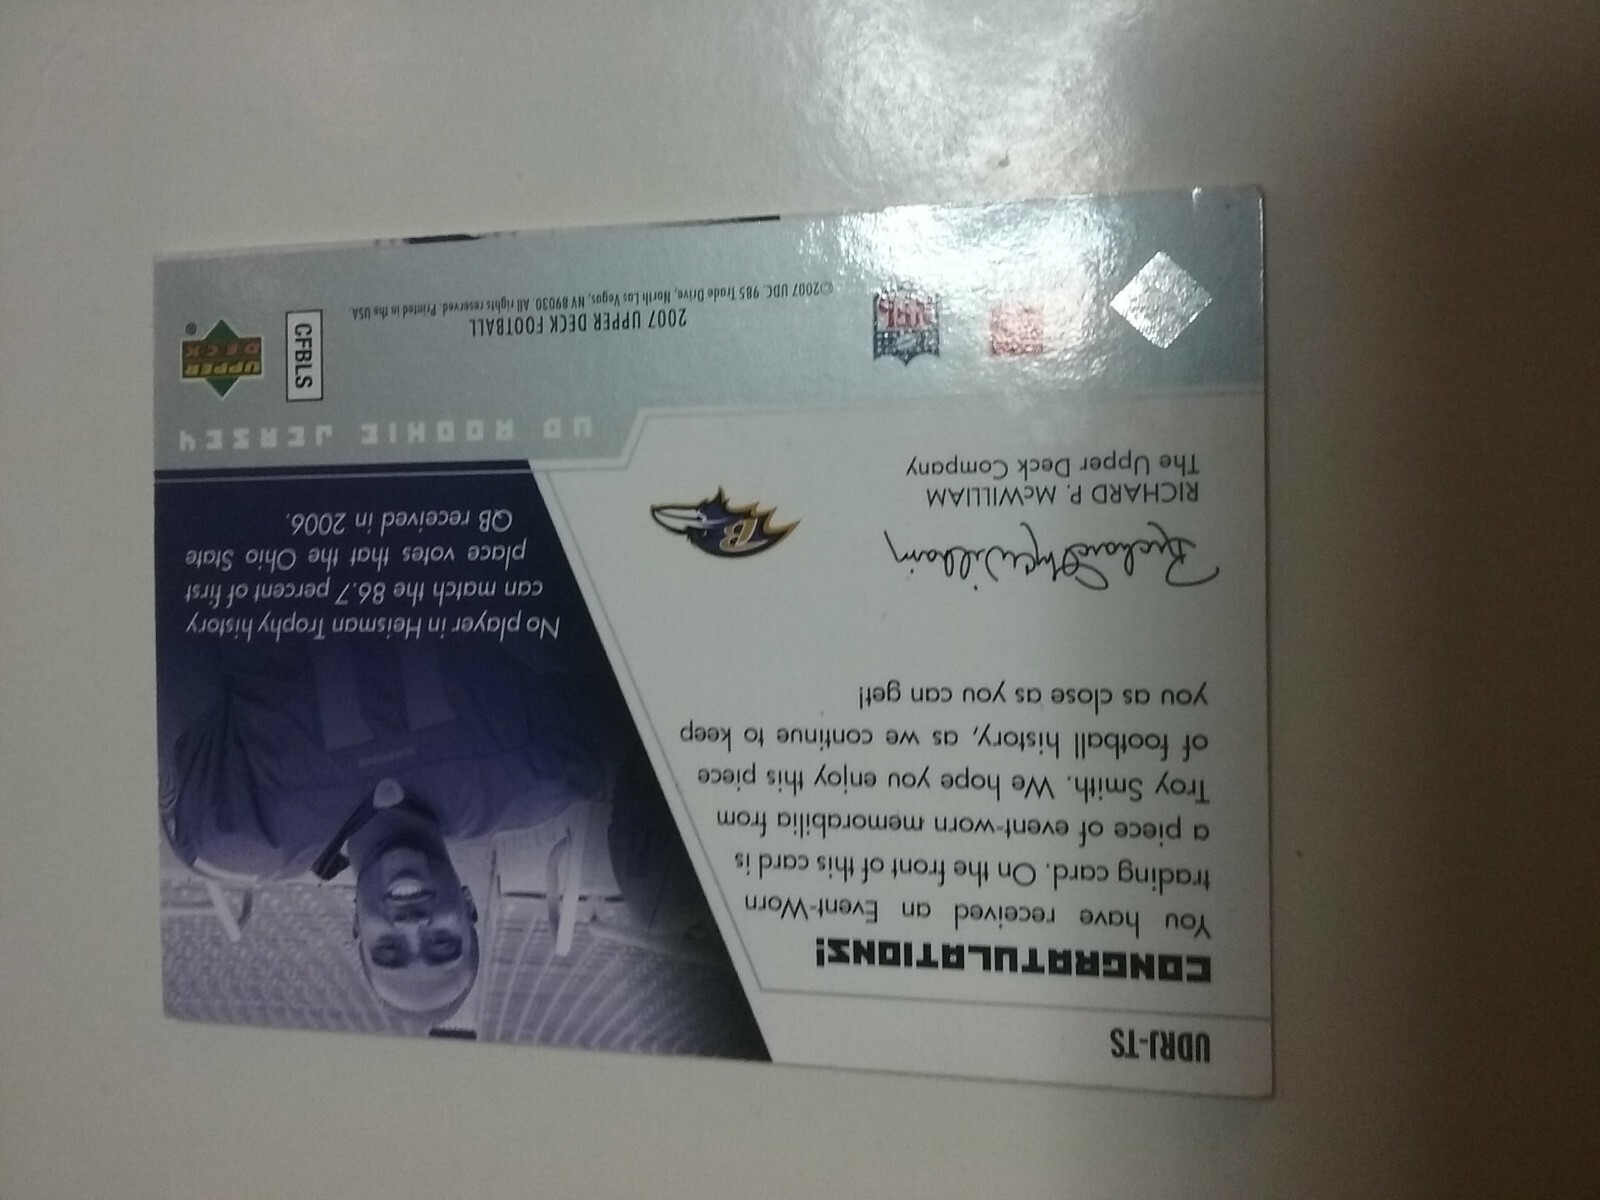 UDRJ-TS
CONGRATULATIONS!
You have received an Event-Worn
trading card. On the front of this card is
a piece of event-worn memorabilia from
Troy Smith. We hope you enjoy this piece
of football history, as we continue to keep
you as close as you can get!
Richard P. McWilliam
RICHARD P. McWILLIAM
The Upper Deck Company
B
No player in Heisman Trophy history
can match the 86.7 percent of first
place votes that the Ohio State
QB received in 2006.
UD ROOKIE JERSEY
2007 UPPER DECK FOOTBALL
©2007 UDC. 985 Trade Drive, North Las Vegas, NV 89030. All rights reserved. Printed in the USA.
CFBLS
UPPER
DECK
®